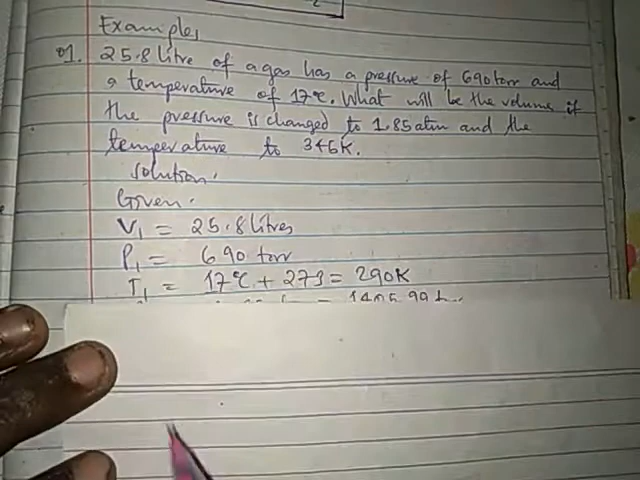 Examples
01. 25.8 litre of a gas has a pressure of 690 torr and
a temperature of 17°c. What will be the volume if
the pressure is changed to 1.85 atm and the
temperature to 345K.
Solution.
Given.
V₁ = 25.8 litres
P₁ = 690 torr
T₁ = 17°c + 273 = 290K